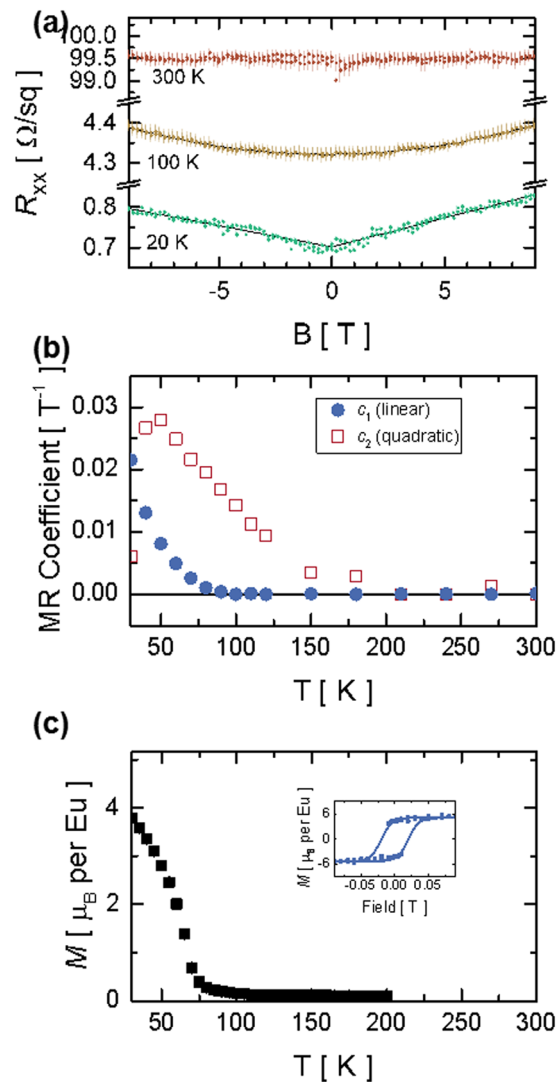 (a)
100.0
99.5
99.0
300 K
4.4
4.3
100 K
0.8
0.7
20 K
Rxx [ Ω/sq]
-5 0 5
B [ T]
(b)
0.03
0.02
0.01
0.00
MR Coefficient [ T⁻¹ ]
c₁ (linear)
c₂ (quadratic)
50 100 150 200 250 300
T [ K]
(c)
4
2
0
M [ μB per Eu ]
6
0
-6
M [ μB per Eu ]
-0.05 0.00 0.05
Field [ T ]
50 100 150 200 250 300
T [ K]